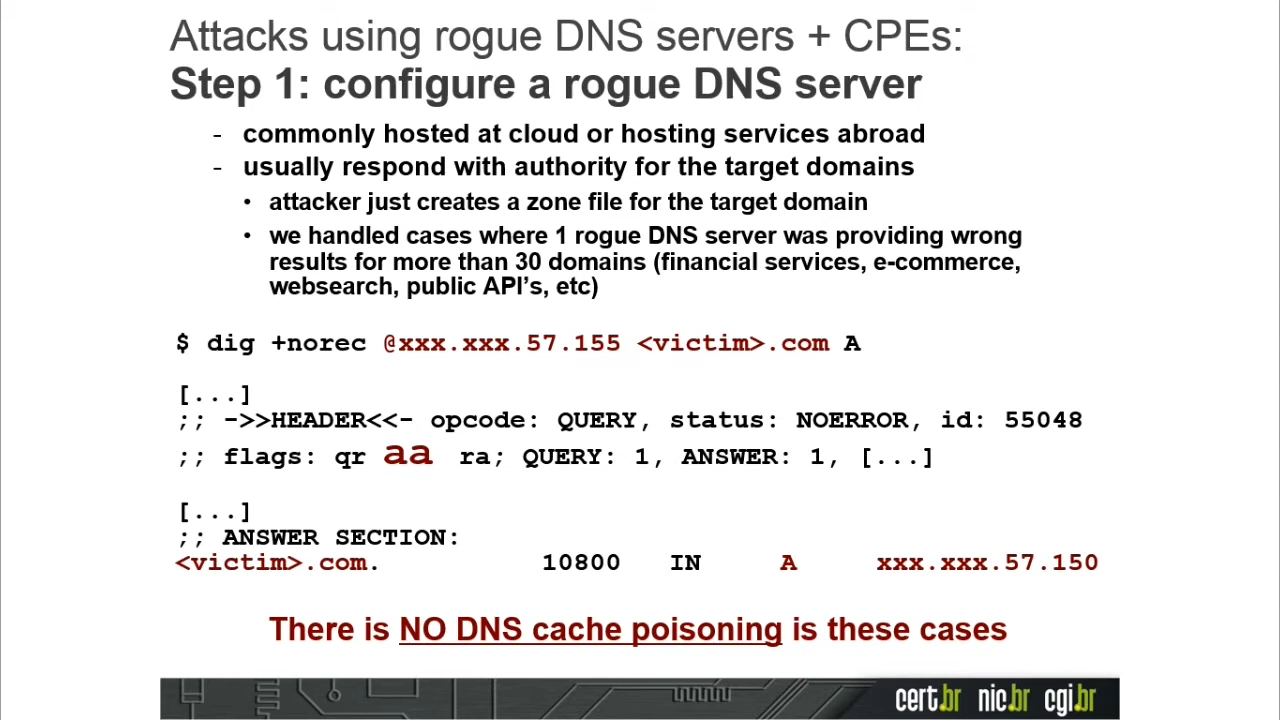 Attacks using rogue DNS servers + CPEs:
Step 1: configure a rogue DNS server
- commonly hosted at cloud or hosting services abroad
- usually respond with authority for the target domains
• attacker just creates a zone file for the target domain
• we handled cases where 1 rogue DNS server was providing wrong
results for more than 30 domains (financial services, e-commerce,
websearch, public API’s, etc)
$ dig +norec @xxx.xxx.57.155 <victim>.com A
[...]
;; ->>HEADER<<- opcode: QUERY, status: NOERROR, id: 55048
;; flags: qr aa ra; QUERY: 1, ANSWER: 1, [...]
[...]
;; ANSWER SECTION:
<victim>.com. 10800 IN A xxx.xxx.57.150
There is NO DNS cache poisoning is these cases
cert.br nic.br cgi.br